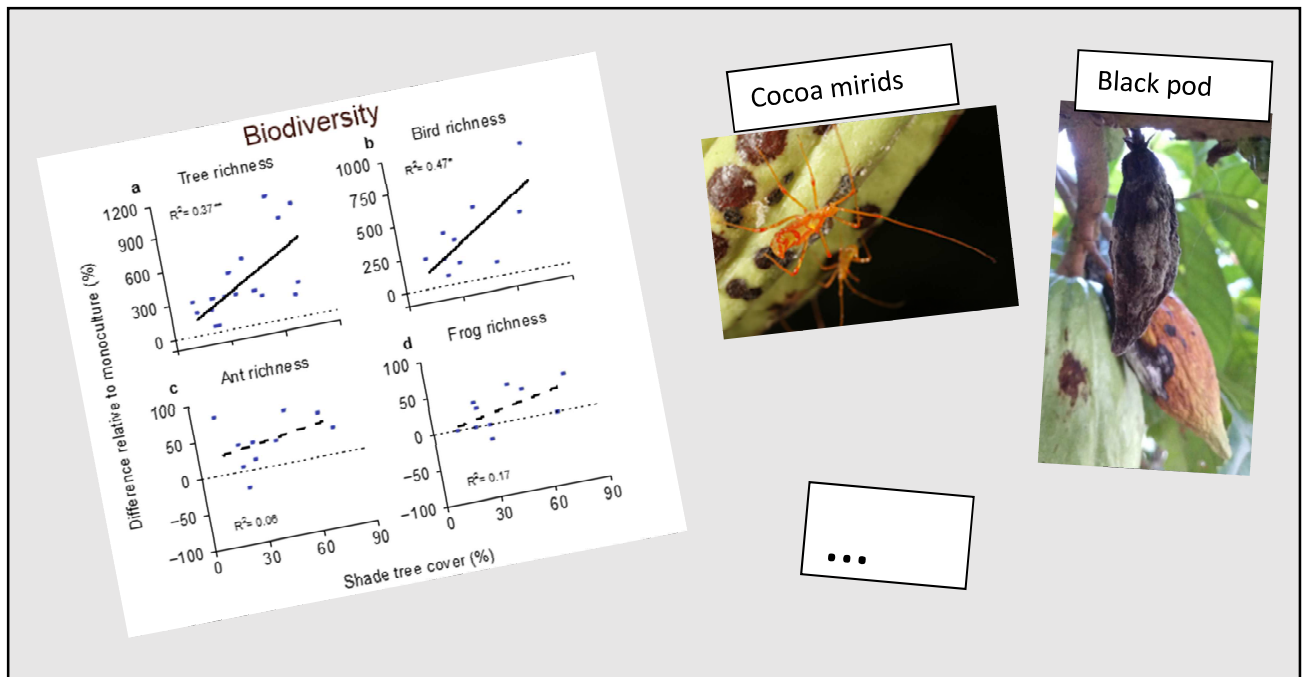 Biodiversity
a
Tree richness
R²= 0.37**
1200
900
600
300
0
b
Bird richness
R²= 0.47*
1000
750
500
250
0
Difference relative to monoculture (%)
c
Ant richness
100
50
0
−50
−100
R²= 0.06
0
30
60
90
d
Frog richness
100
50
0
−50
−100
R²= 0.17
0
30
60
90
Shade tree cover (%)
Cocoa mirids
Black pod
...